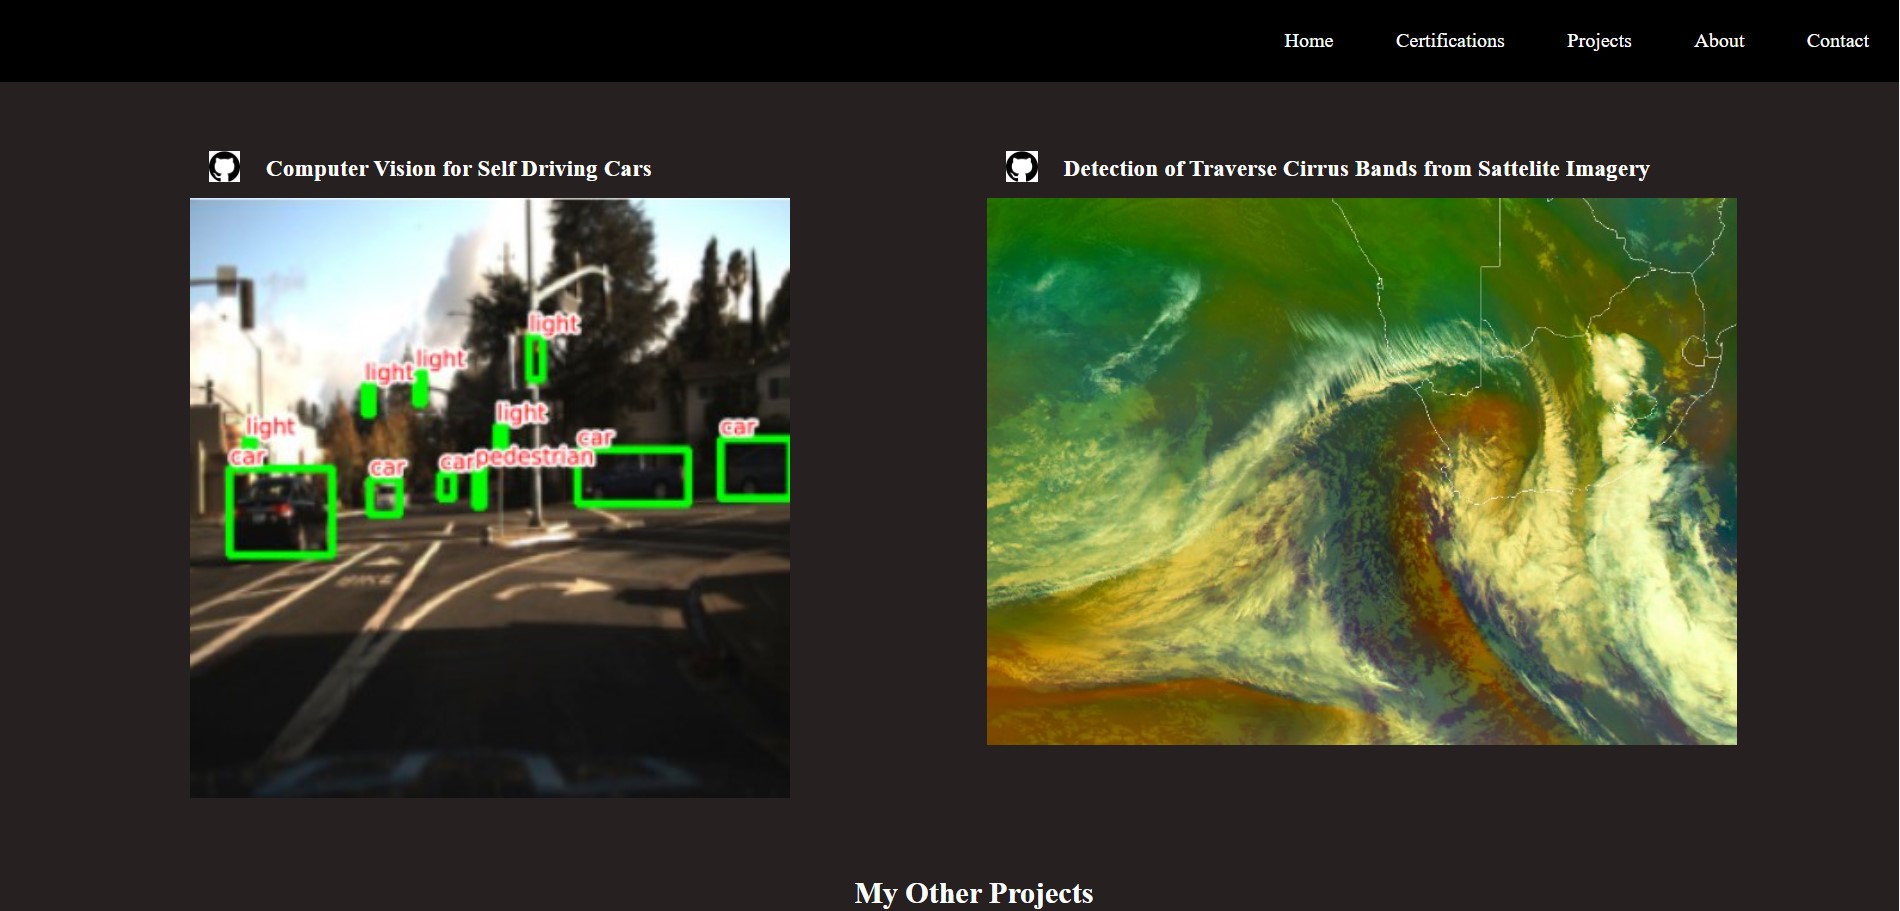 Home Certifications Projects About Contact
Computer Vision for Self Driving Cars
light
light light
light
light
car
car
car
car
car pedestrian
Detection of Traverse Cirrus Bands from Sattelite Imagery
My Other Projects